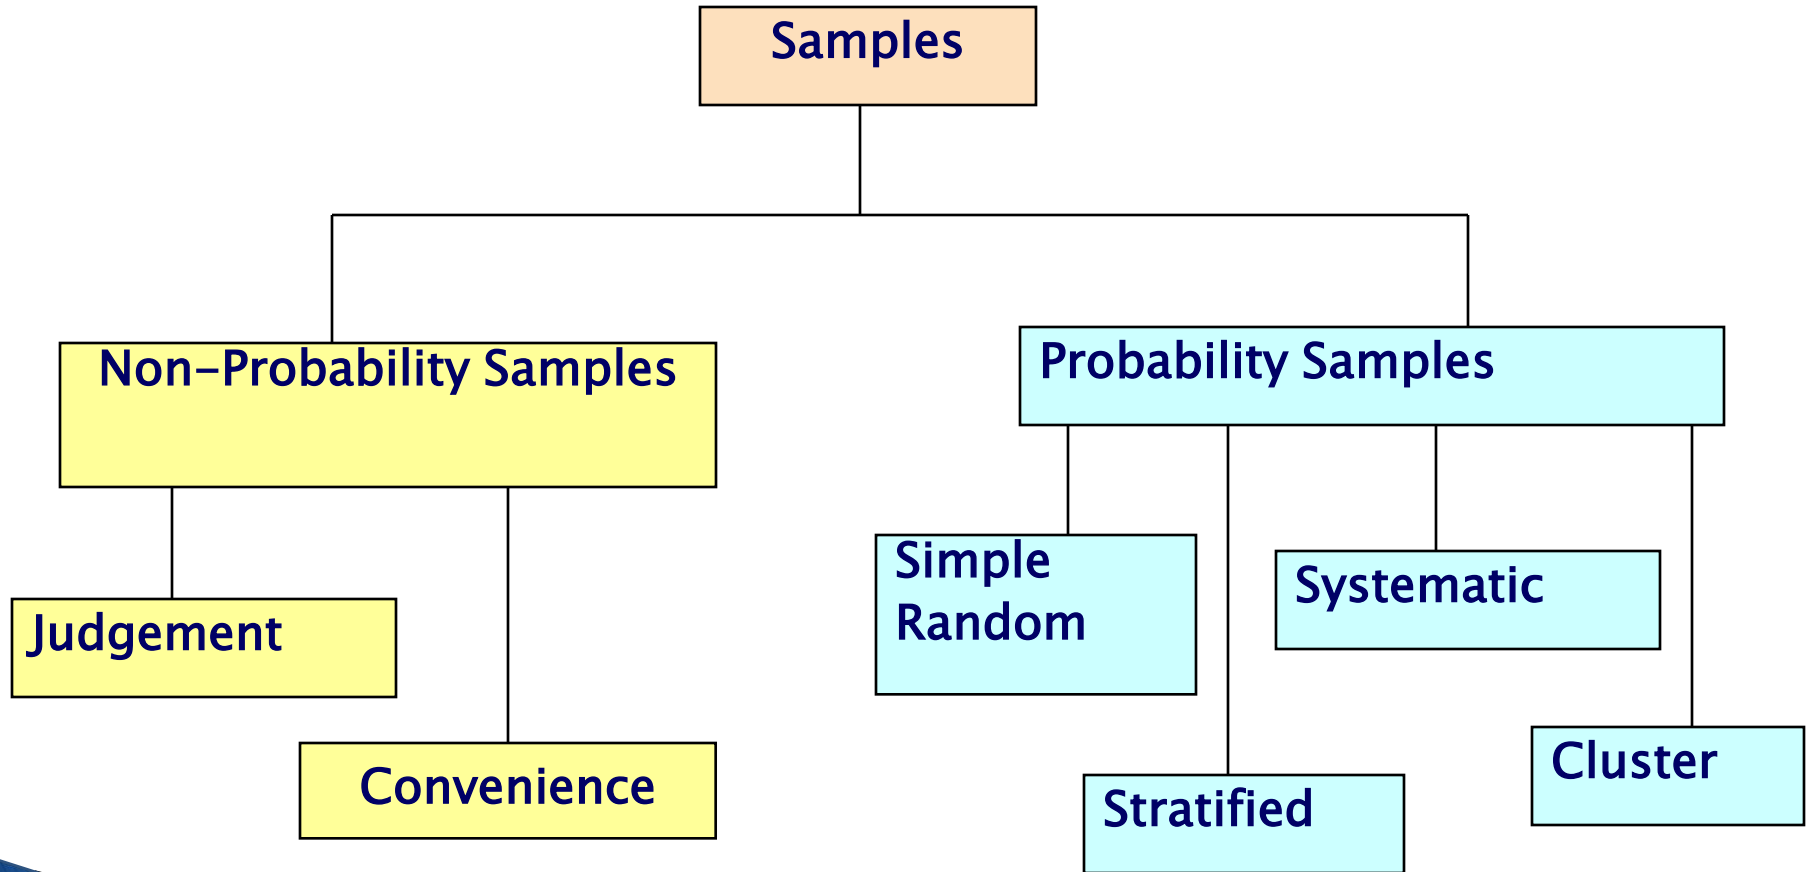 Samples
Non-Probability Samples
Probability Samples
Simple
Random
Systematic
Judgement
Cluster
Convenience
Stratified